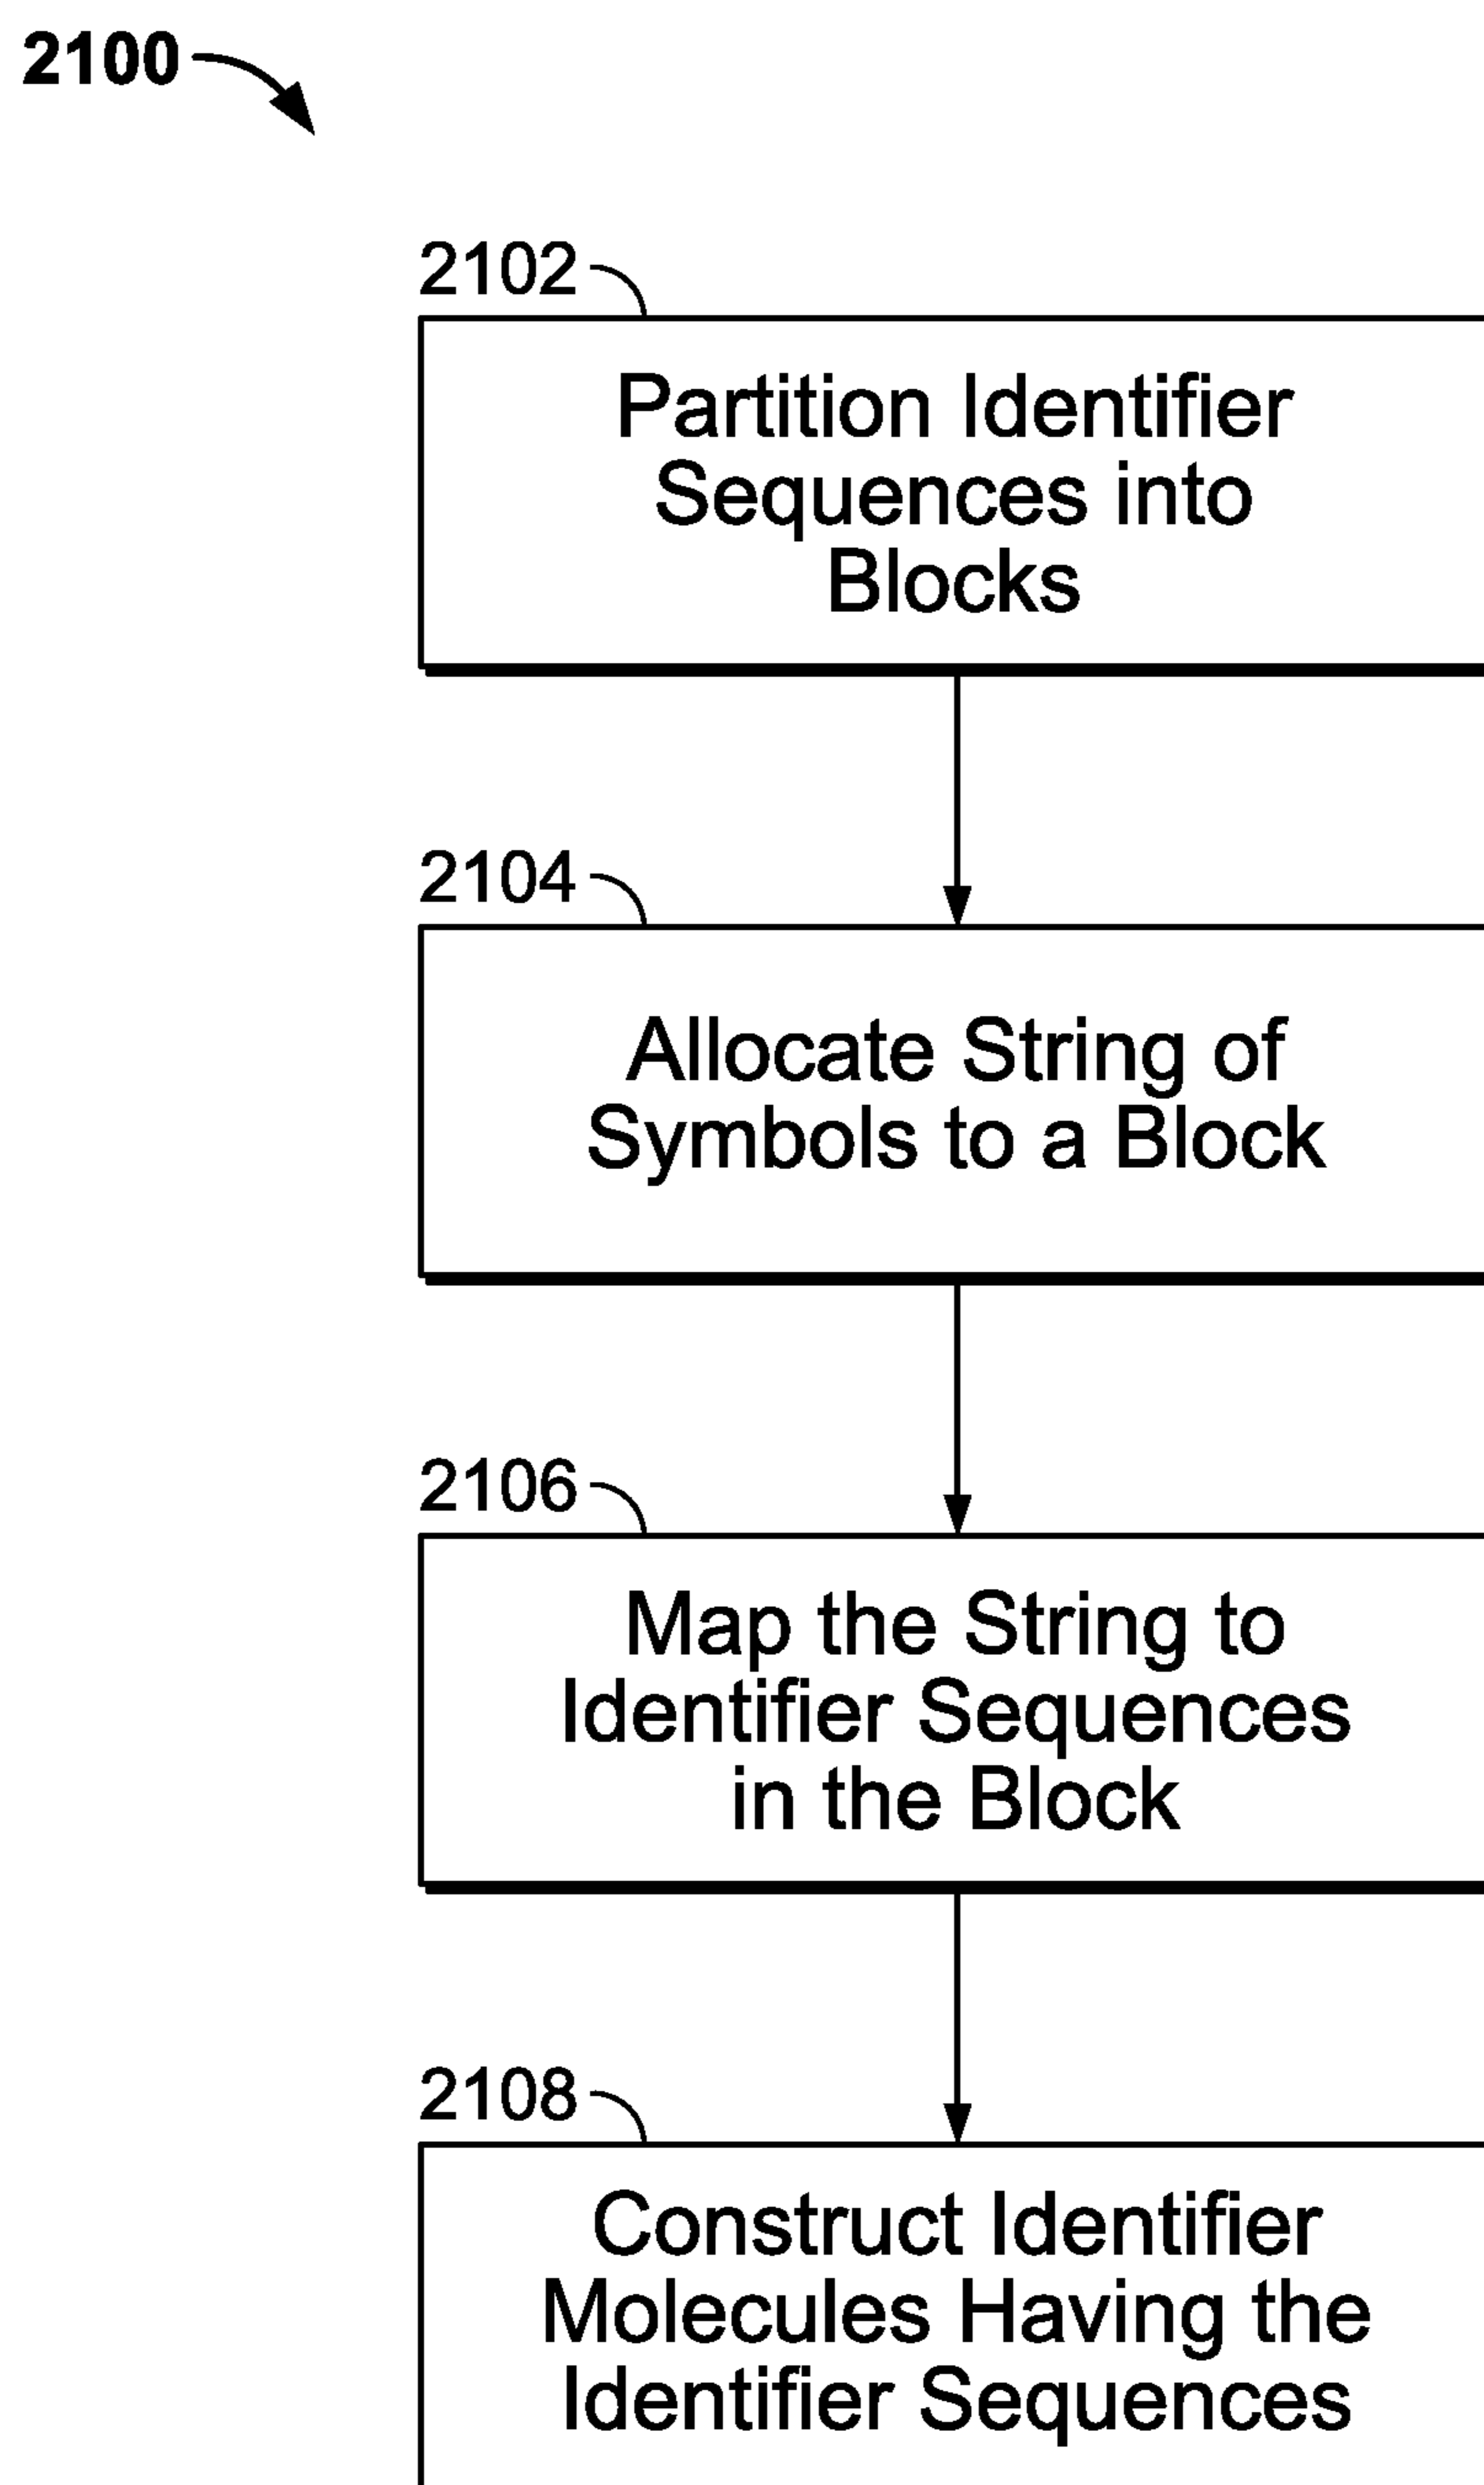 2100
2102
Partition Identifier
Sequences into
Blocks
2104
Allocate String of
Symbols to a Block
2106
Map the String to
Identifier Sequences
in the Block
2108
Construct Identifier
Molecules Having the
Identifier Sequences